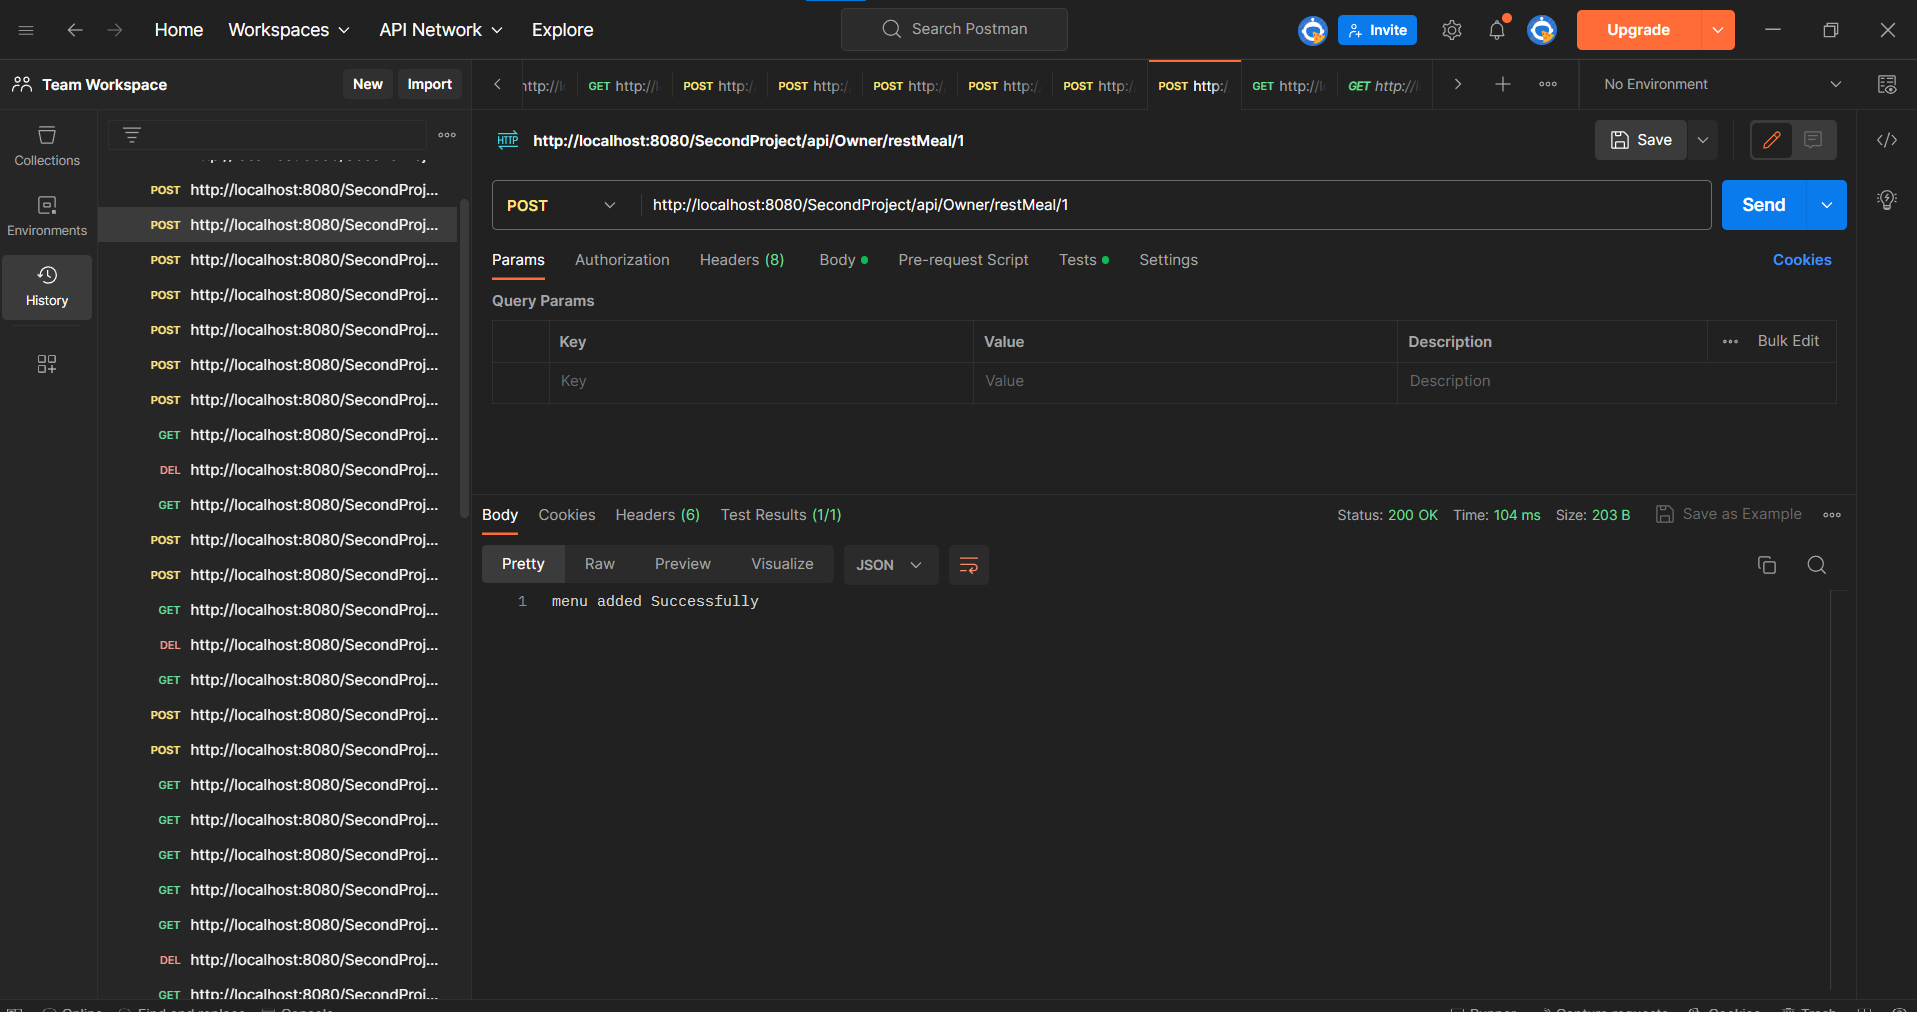 Home Workspaces API Network Explore Search Postman Invite Upgrade
Team Workspace New Import
GET http://l POST http:/ POST http:/ POST http:/ POST http:/ POST http:/ POST http:/ GET http://l GET http://l No Environment
Collections
Environments
History
POST http://localhost:8080/SecondProj...
POST http://localhost:8080/SecondProj...
POST http://localhost:8080/SecondProj...
POST http://localhost:8080/SecondProj...
POST http://localhost:8080/SecondProj...
POST http://localhost:8080/SecondProj...
POST http://localhost:8080/SecondProj...
GET http://localhost:8080/SecondProj...
DEL http://localhost:8080/SecondProj...
GET http://localhost:8080/SecondProj...
POST http://localhost:8080/SecondProj...
POST http://localhost:8080/SecondProj...
GET http://localhost:8080/SecondProj...
DEL http://localhost:8080/SecondProj...
GET http://localhost:8080/SecondProj...
POST http://localhost:8080/SecondProj...
POST http://localhost:8080/SecondProj...
GET http://localhost:8080/SecondProj...
GET http://localhost:8080/SecondProj...
GET http://localhost:8080/SecondProj...
GET http://localhost:8080/SecondProj...
GET http://localhost:8080/SecondProj...
DEL http://localhost:8080/SecondProj...
GET http://localhost:8080/SecondProj...
HTTP http://localhost:8080/SecondProject/api/Owner/restMeal/1 Save
POST http://localhost:8080/SecondProject/api/Owner/restMeal/1 Send
Params Authorization Headers (8) Body Pre-request Script Tests Settings Cookies
Query Params
Key Value Description Bulk Edit
Key Value Description
Body Cookies Headers (6) Test Results (1/1) Status: 200 OK Time: 104 ms Size: 203 B Save as Example
Pretty Raw Preview Visualize JSON
1 menu added Successfully
Online Find and replace Console Runner Capture requests Cookies Trash